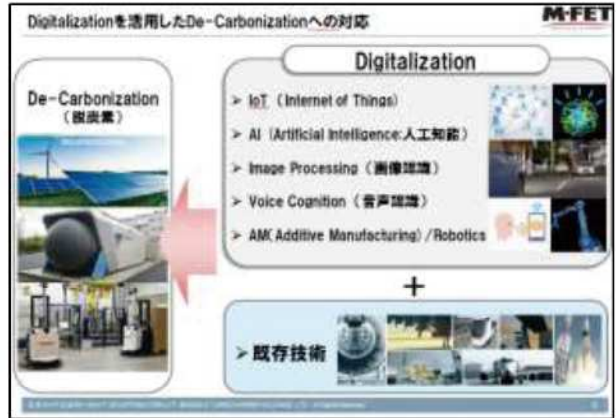 Digitalizationを活用したDe-Carbonizationへの対応
M-FET
De-Carbonization
（脱炭素）
Digitalization
➢ IoT（Internet of Things）
➢ AI（Artificial Intelligence:人工知能）
➢ Image Processing（画像認識）
➢ Voice Cognition（音声認識）
➢ AM(Additive Manufacturing) /Robotics
+
➢既存技術